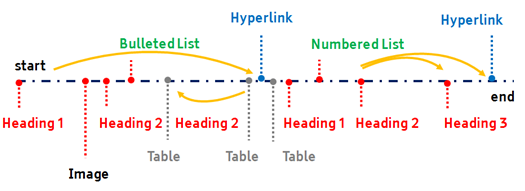 Hyperlink
Hyperlink
Bulleted List
Numbered List
start
end
Heading 1
Heading 2
Heading 2
Heading 1
Heading 2
Heading 3
Table
Table
Table
Image